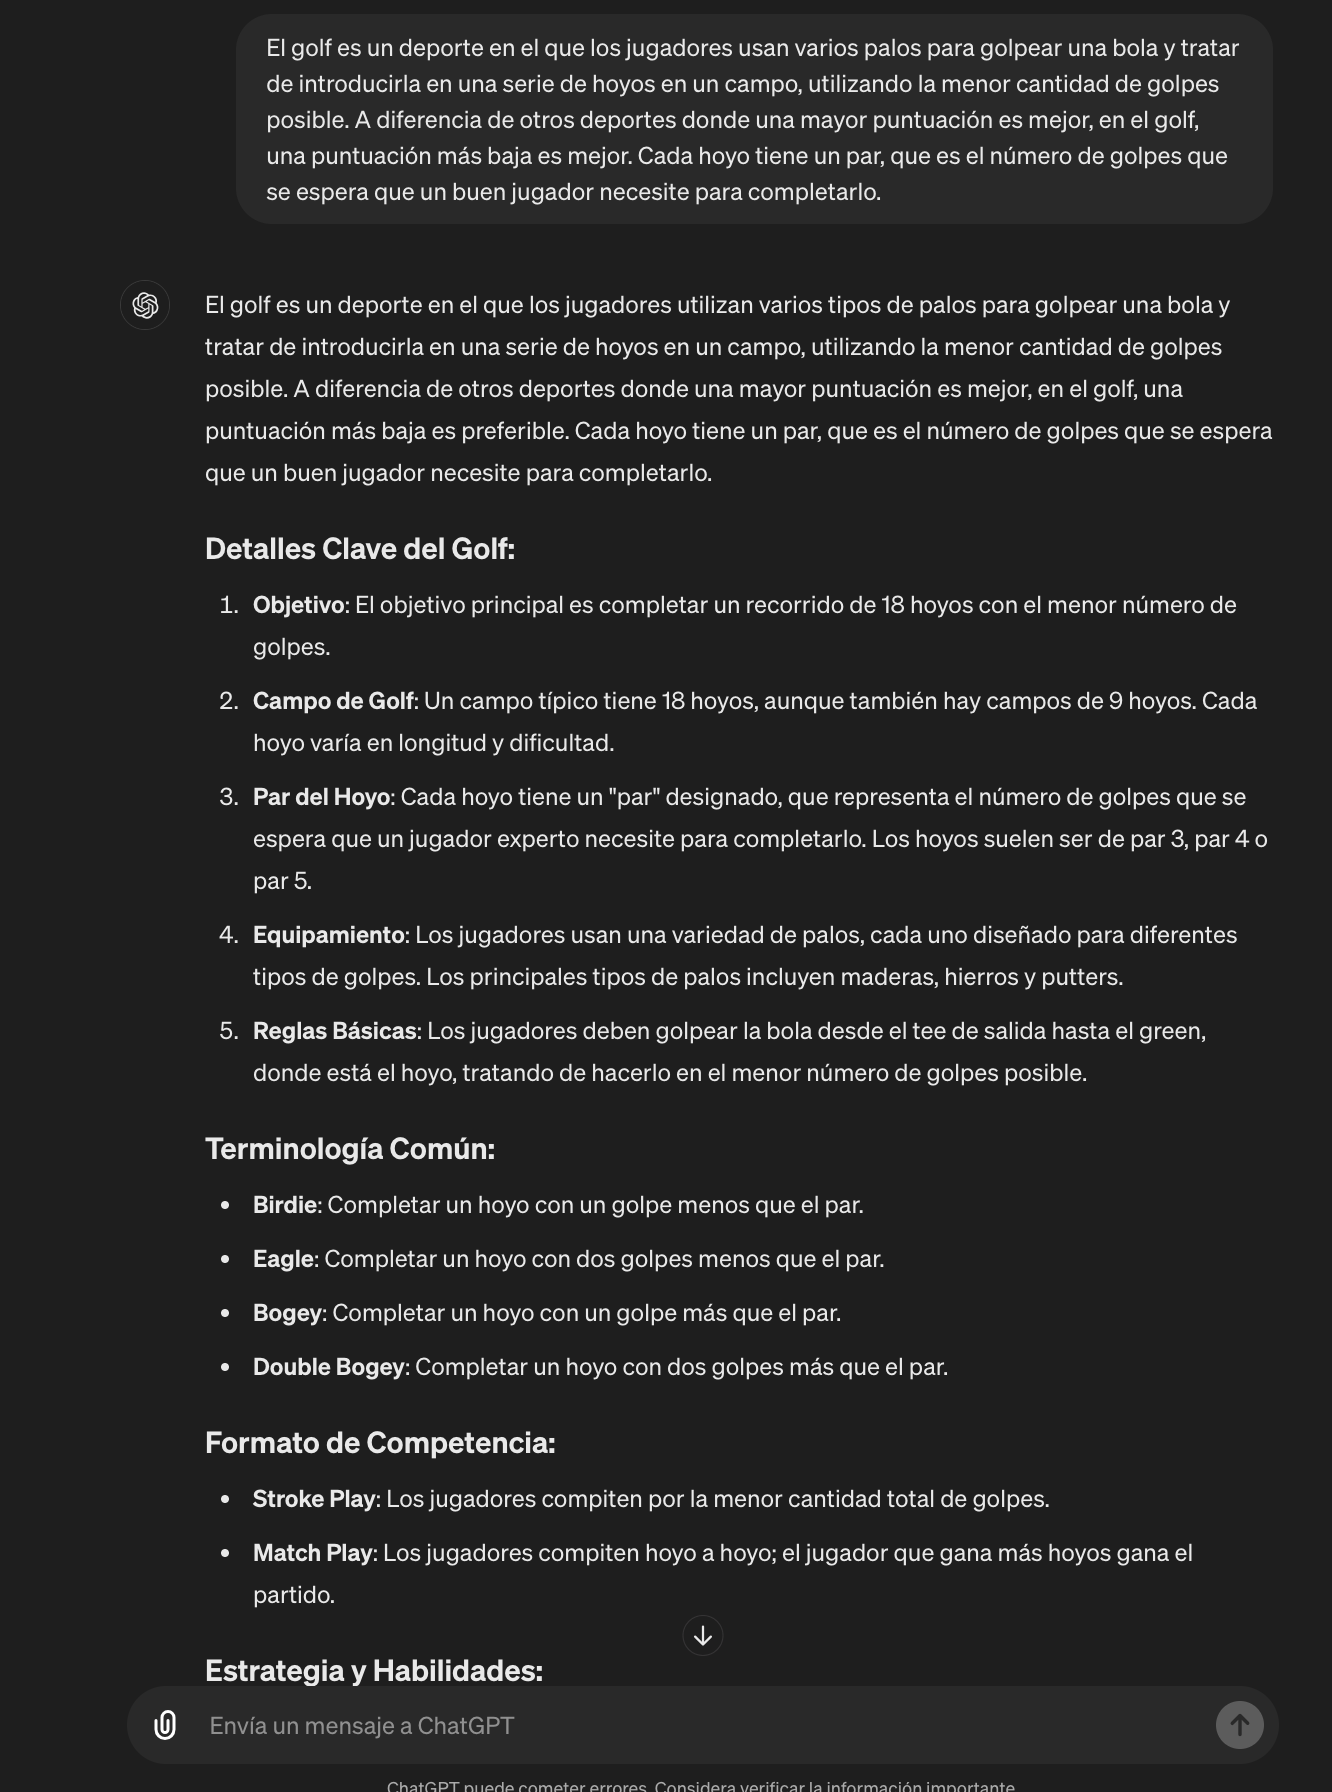 El golf es un deporte en el que los jugadores usan varios palos para golpear una bola y tratar
de introducirla en una serie de hoyos en un campo, utilizando la menor cantidad de golpes
posible. A diferencia de otros deportes donde una mayor puntuación es mejor, en el golf,
una puntuación más baja es mejor. Cada hoyo tiene un par, que es el número de golpes que
se espera que un buen jugador necesite para completarlo.
El golf es un deporte en el que los jugadores utilizan varios tipos de palos para golpear una bola y
tratar de introducirla en una serie de hoyos en un campo, utilizando la menor cantidad de golpes
posible. A diferencia de otros deportes donde una mayor puntuación es mejor, en el golf, una
puntuación más baja es preferible. Cada hoyo tiene un par, que es el número de golpes que se espera
que un buen jugador necesite para completarlo.
Detalles Clave del Golf:
1. Objetivo: El objetivo principal es completar un recorrido de 18 hoyos con el menor número de
golpes.
2. Campo de Golf: Un campo típico tiene 18 hoyos, aunque también hay campos de 9 hoyos. Cada
hoyo varía en longitud y dificultad.
3. Par del Hoyo: Cada hoyo tiene un "par" designado, que representa el número de golpes que se
espera que un jugador experto necesite para completarlo. Los hoyos suelen ser de par 3, par 4 o
par 5.
4. Equipamiento: Los jugadores usan una variedad de palos, cada uno diseñado para diferentes
tipos de golpes. Los principales tipos de palos incluyen maderas, hierros y putters.
5. Reglas Básicas: Los jugadores deben golpear la bola desde el tee de salida hasta el green,
donde está el hoyo, tratando de hacerlo en el menor número de golpes posible.
Terminología Común:
• Birdie: Completar un hoyo con un golpe menos que el par.
• Eagle: Completar un hoyo con dos golpes menos que el par.
• Bogey: Completar un hoyo con un golpe más que el par.
• Double Bogey: Completar un hoyo con dos golpes más que el par.
Formato de Competencia:
• Stroke Play: Los jugadores compiten por la menor cantidad total de golpes.
• Match Play: Los jugadores compiten hoyo a hoyo; el jugador que gana más hoyos gana el
partido.
Estrategia y Habilidades:
Envía un mensaje a ChatGPT
ChatGPT puede cometer errores. Considera verificar la información importante.